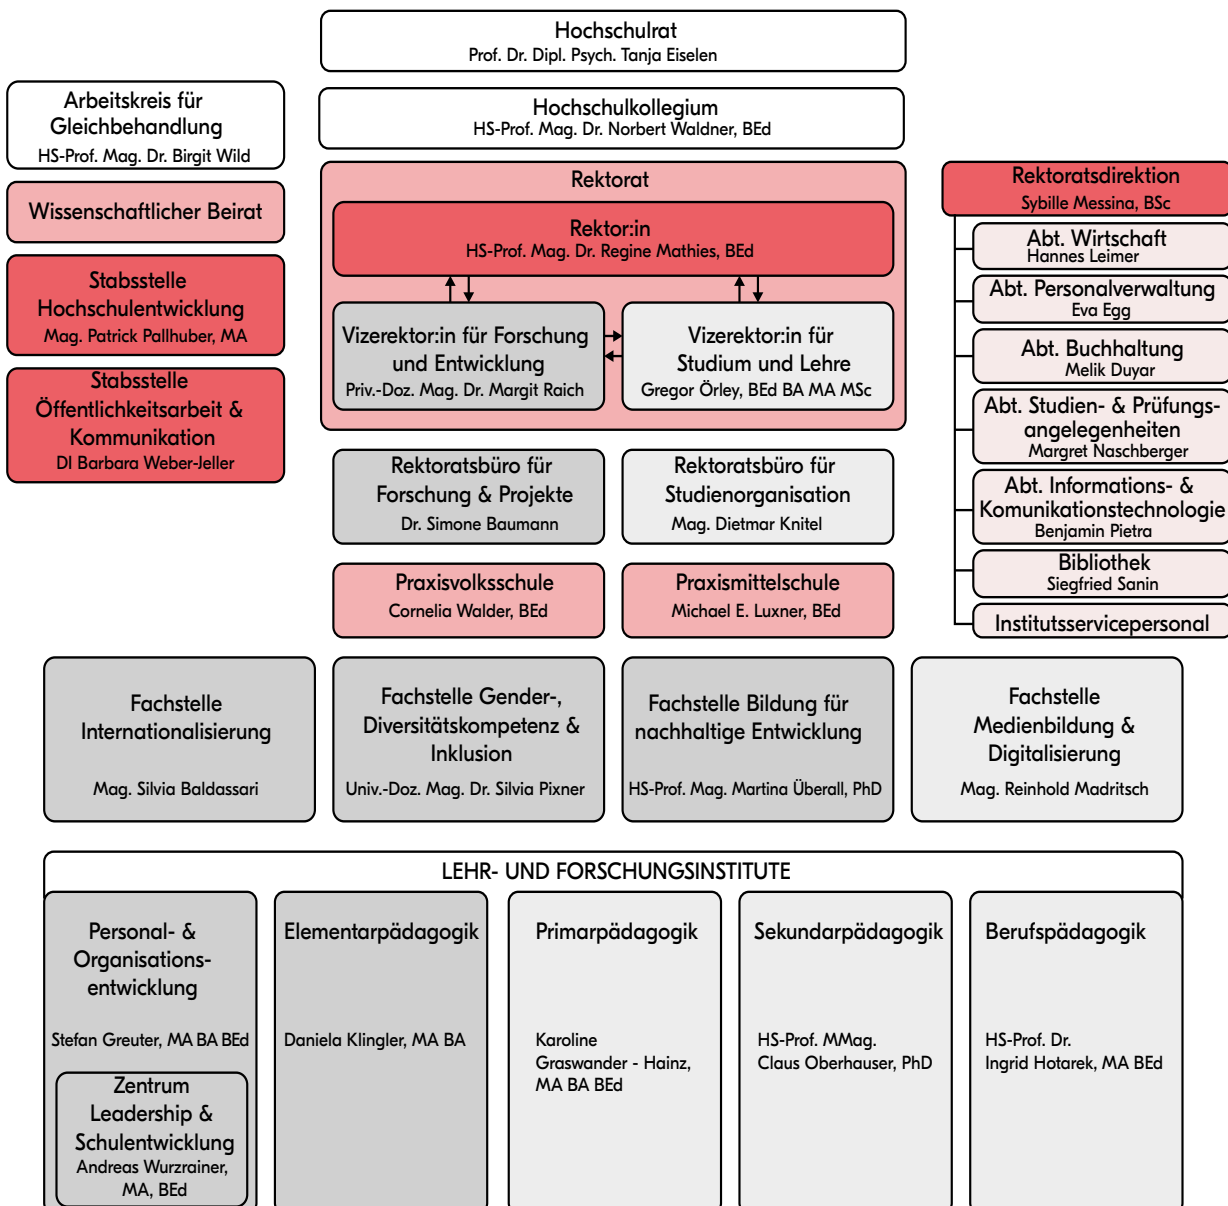 Hochschulrat
Prof. Dr. Dipl. Psych. Tanja Eiselen
Hochschulkollegium
HS-Prof. Mag. Dr. Norbert Waldner, BEd
Arbeitskreis für
Gleichbehandlung
HS-Prof. Mag. Dr. Birgit Wild
Wissenschaftlicher Beirat
Stabsstelle
Hochschulentwicklung
Mag. Patrick Pallhuber, MA
Stabsstelle
Öffentlichkeitsarbeit &
Kommunikation
DI Barbara Weber-Jeller
Rektorat
Rektor:in
HS-Prof. Mag. Dr. Regine Mathies, BEd
Vizerektor:in für Forschung
und Entwicklung
Priv.-Doz. Mag. Dr. Margit Raich
Vizerektor:in für
Studium und Lehre
Gregor Örley, BEd BA MA MSc
Rektoratsbüro für
Forschung & Projekte
Dr. Simone Baumann
Rektoratsbüro für
Studienorganisation
Mag. Dietmar Knitel
Praxisvolksschule
Cornelia Walder, BEd
Praxismittelschule
Michael E. Luxner, BEd
Rektoratsdirektion
Sybille Messina, BSc
Abt. Wirtschaft
Hannes Leimer
Abt. Personalverwaltung
Eva Egg
Abt. Buchhaltung
Melik Duyar
Abt. Studien- & Prüfungs-
angelegenheiten
Margret Naschberger
Abt. Informations- &
Komunikationstechnologie
Benjamin Pietra
Bibliothek
Siegfried Sanin
Institutsservicepersonal
Fachstelle
Internationalisierung
Mag. Silvia Baldassari
Fachstelle Gender-,
Diversitätskompetenz &
Inklusion
Univ.-Doz. Mag. Dr. Silvia Pixner
Fachstelle Bildung für
nachhaltige Entwicklung
HS-Prof. Mag. Martina Überall, PhD
Fachstelle
Medienbildung &
Digitalisierung
Mag. Reinhold Madritsch
LEHR- UND FORSCHUNGSINSTITUTE
Personal- &
Organisations-
entwicklung
Stefan Greuter, MA BA BEd
Zentrum
Leadership &
Schulentwicklung
Andreas Wurzrainer,
MA, BEd
Elementarpädagogik
Daniela Klingler, MA BA
Primarpädagogik
Karoline
Graswander - Hainz,
MA BA BEd
Sekundarpädagogik
HS-Prof. MMag.
Claus Oberhauser, PhD
Berufspädagogik
HS-Prof. Dr.
Ingrid Hotarek, MA BEd